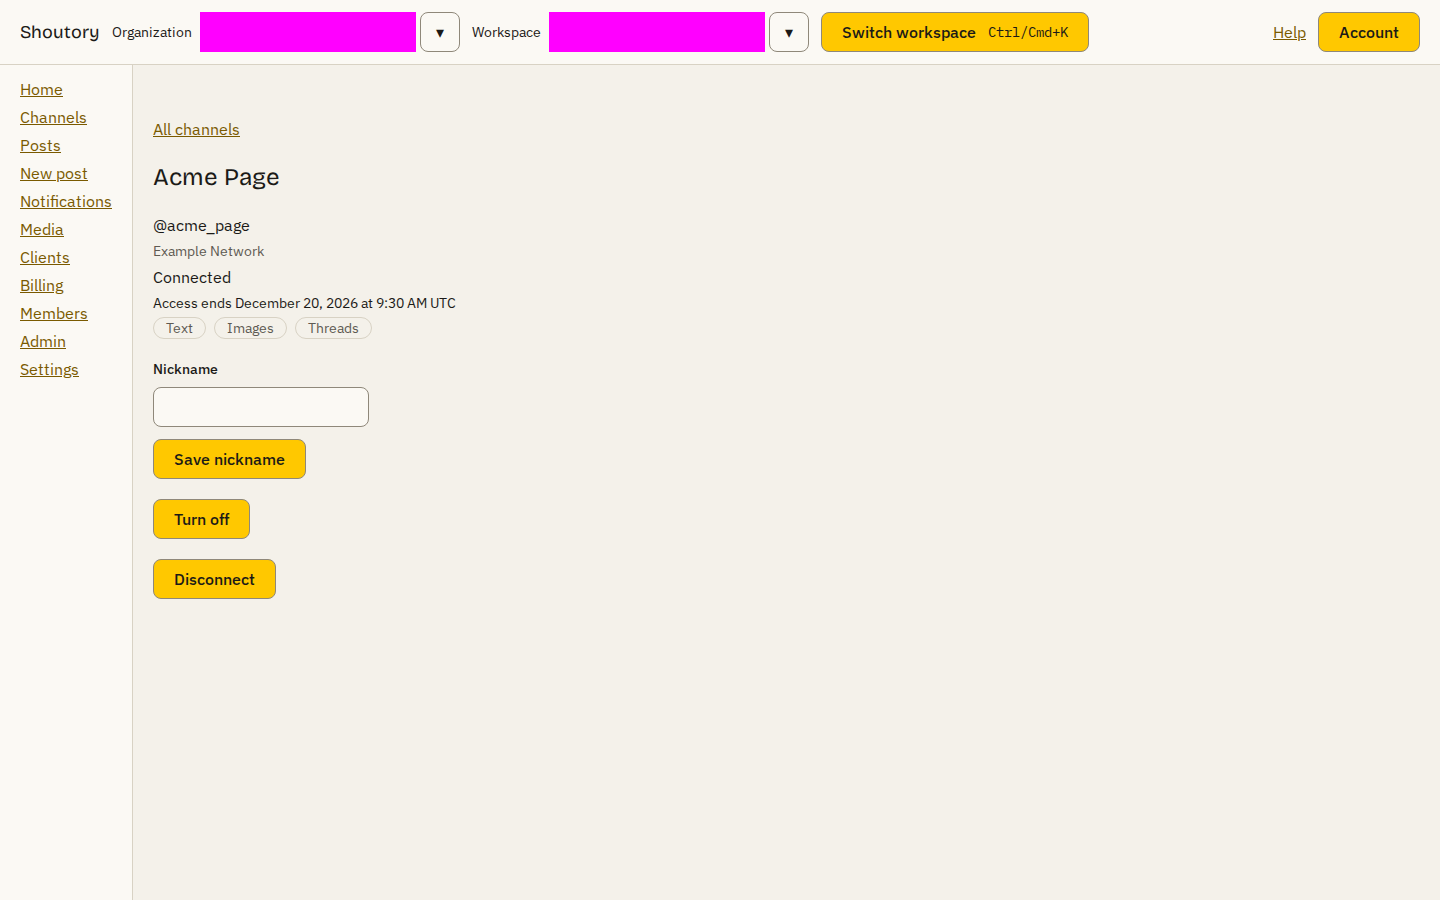 Shoutory Organization ▼ Workspace ▼ Switch workspace Ctrl/Cmd+K Help Account
Home
Channels
Posts
New post
Notifications
Media
Clients
Billing
Members
Admin
Settings
All channels
Acme Page
@acme_page
Example Network
Connected
Access ends December 20, 2026 at 9:30 AM UTC
Text Images Threads
Nickname
Save nickname
Turn off
Disconnect